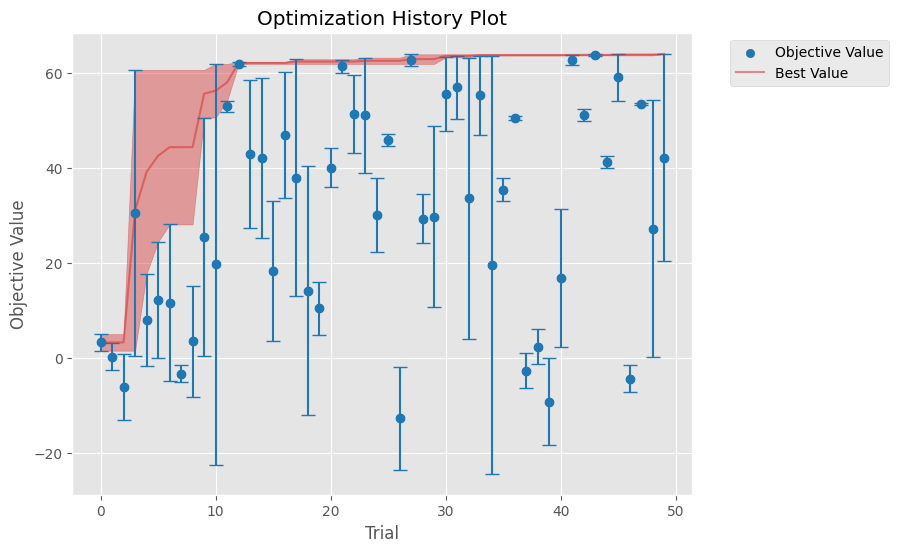 Optimization History Plot
Objective Value
Best Value
Objective Value
60
40
20
0
−20
0 10 20 30 40 50
Trial